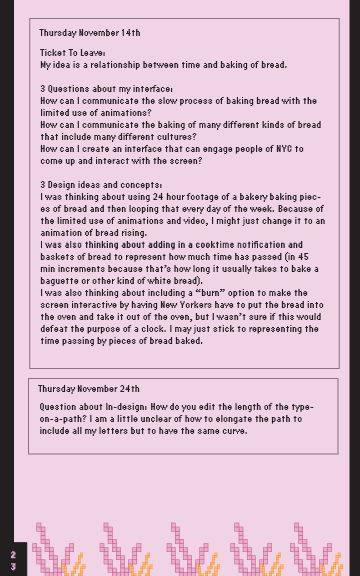 Thursday November 14th
Ticket To Leave:
My idea is a relationship between time and baking of bread.
3 Questions about my interface:
How can I communicate the slow process of baking bread with the
limited use of animations?
How can I communicate the baking of many different kinds of bread
that include many different cultures?
How can I create an interface that can engage people of NYC to
come up and interact with the screen?
3 Design ideas and concepts:
I was thinking about using 24 hour footage of a bakery baking piec-
es of bread and then looping that every day of the week. Because of
the limited use of animations and video, I might just change it to an
animation of bread rising.
I was also thinking about adding in a cooktime notification and
baskets of bread to represent how much time has passed (in 45
min increments because that's how long it usually takes to bake a
baguette or other kind of white bread).
I was also thinking about including a "burn" option to make the
screen interactive by having New Yorkers have to put the bread into
the oven and take it out of the oven, but I wasn't sure if this would
defeat the purpose of a clock. I may just stick to representing the
time passing by pieces of bread baked.
Thursday November 24th
Question about In-design: How do you edit the length of the type-
on-a-path? I am a little unclear of how to elongate the path to
include all my letters but to have the same curve.
2
3